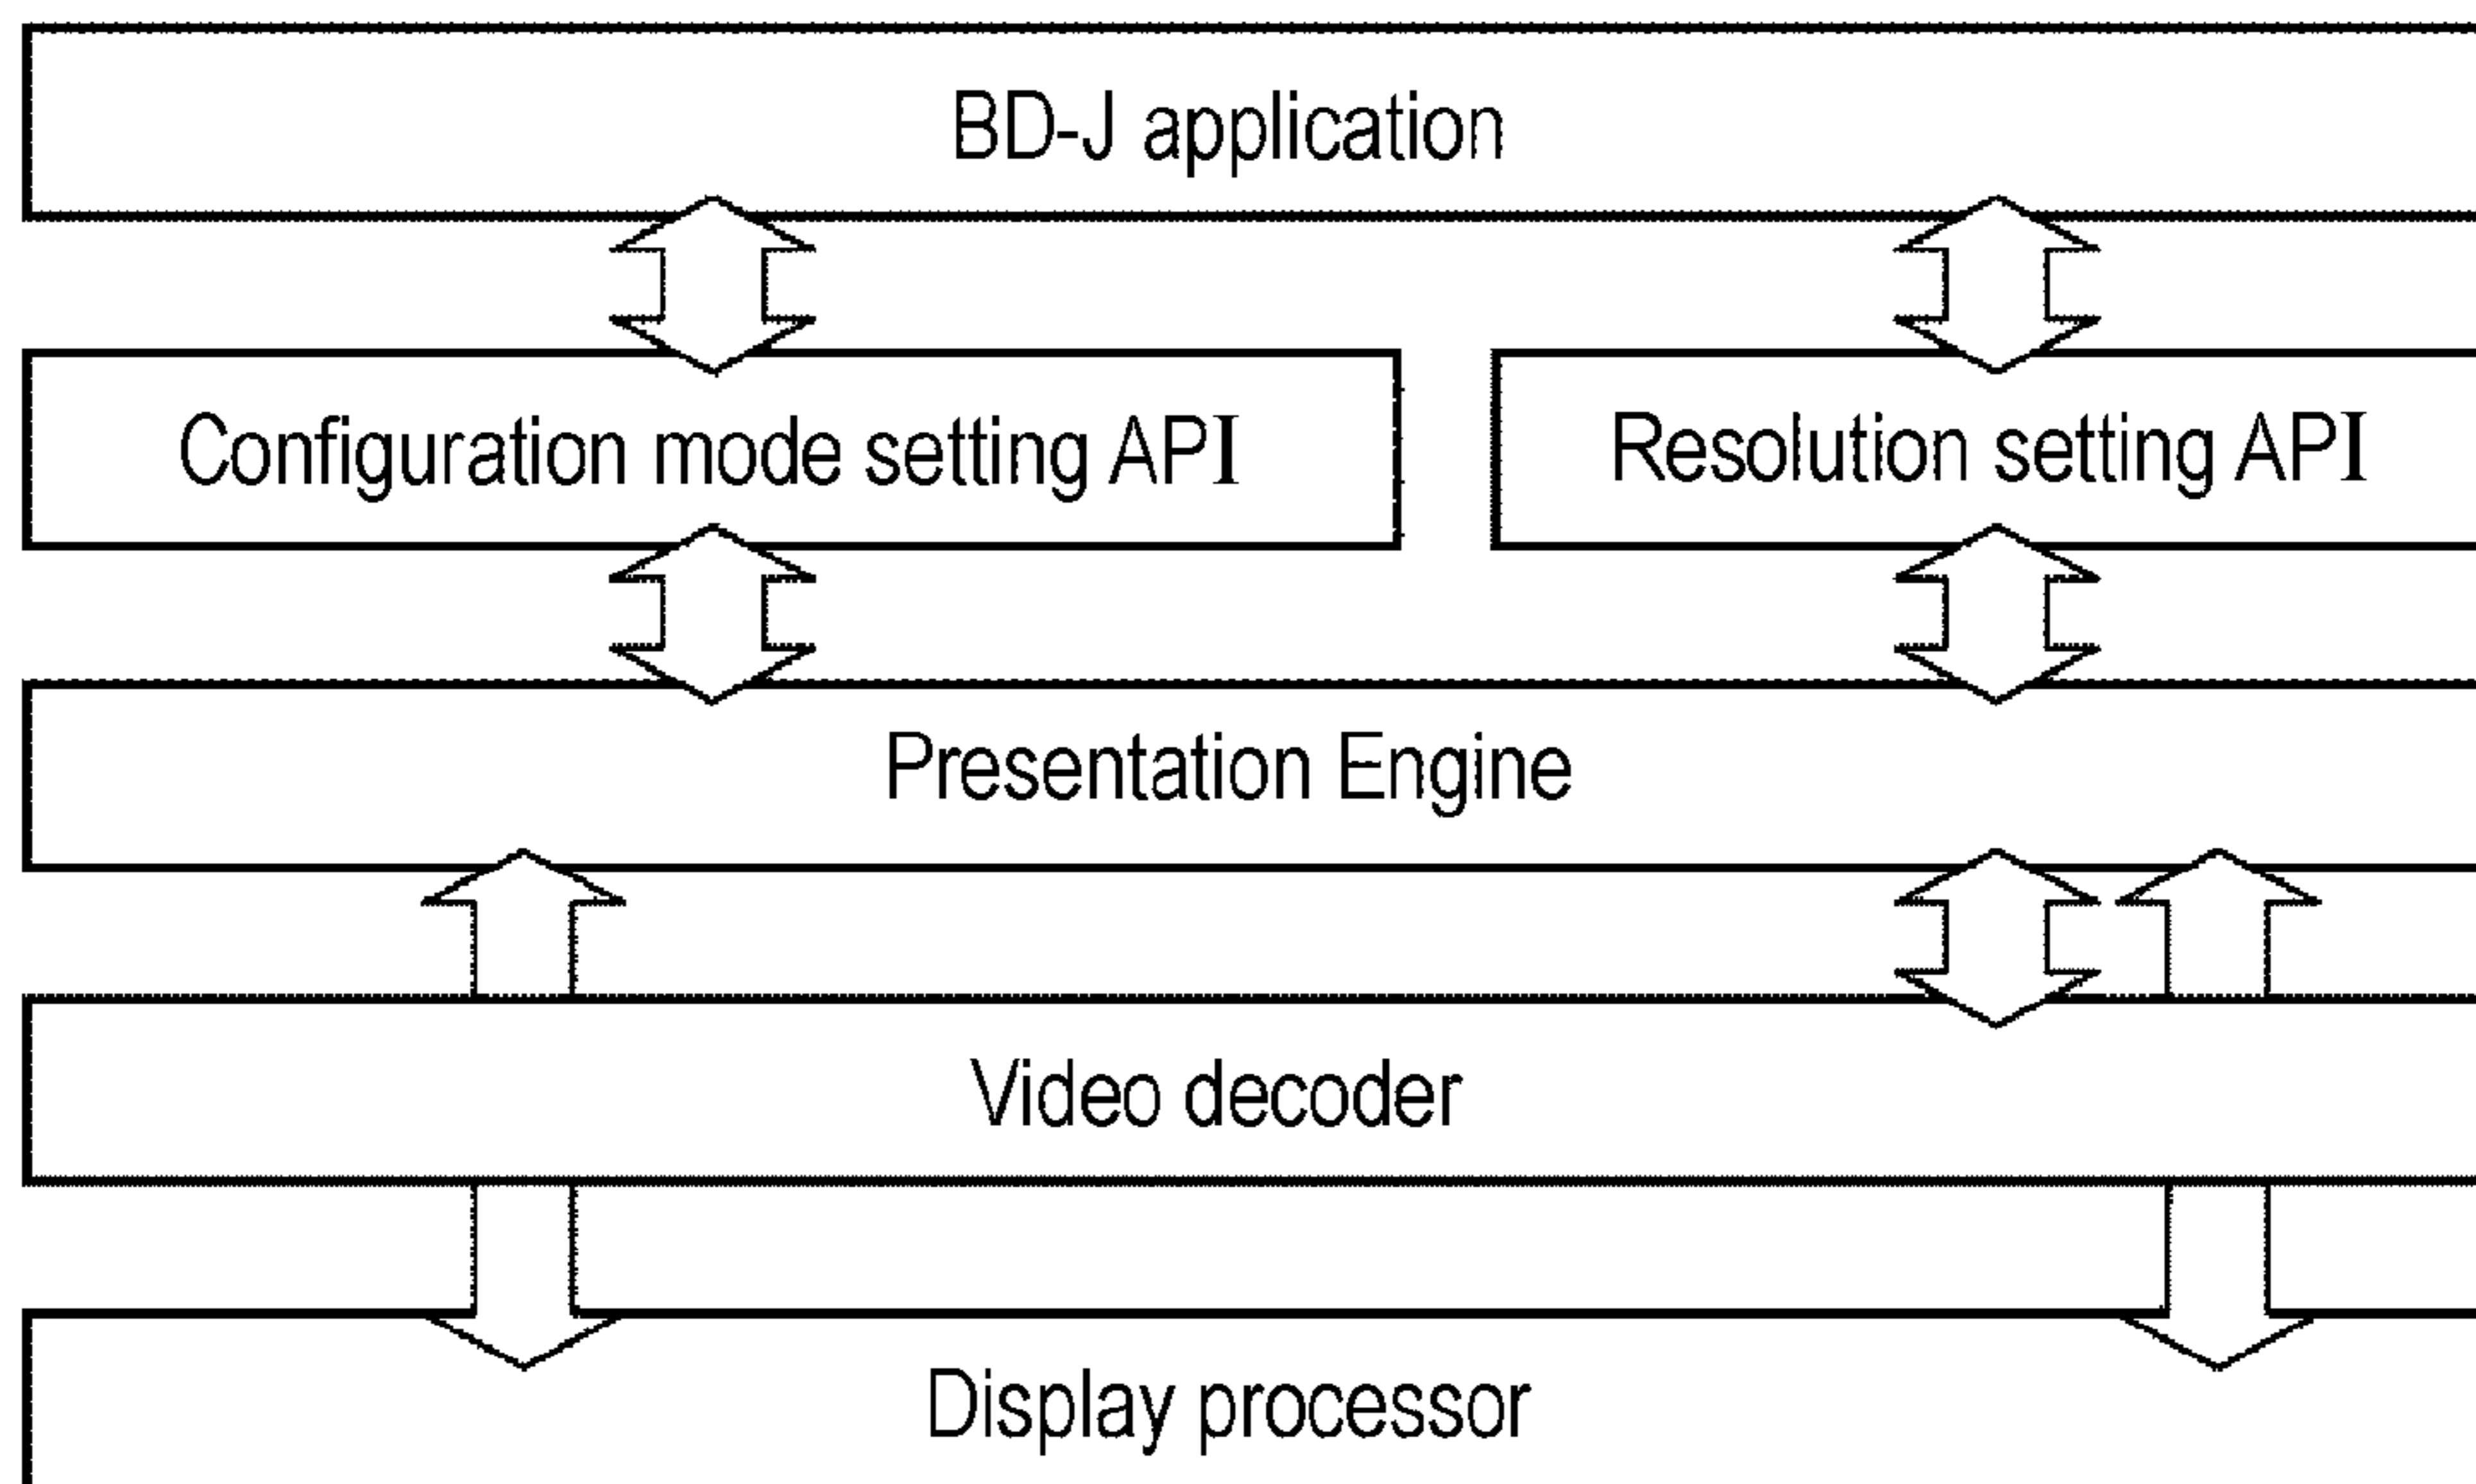 BD-J application
Configuration mode setting API
Resolution setting API
Presentation Engine
Video decoder
Display processor